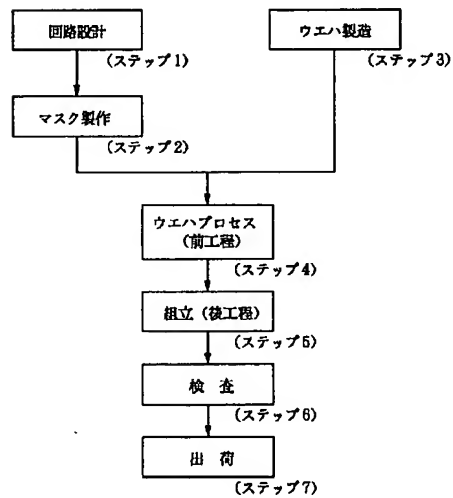 回路設計
(ステップ1)
ウエハ製造
(ステップ3)
マスク製作
(ステップ2)
ウエハプロセス
(前工程)
(ステップ4)
組立(後工程)
(ステップ5)
検 査
(ステップ6)
出 荷
(ステップ7)